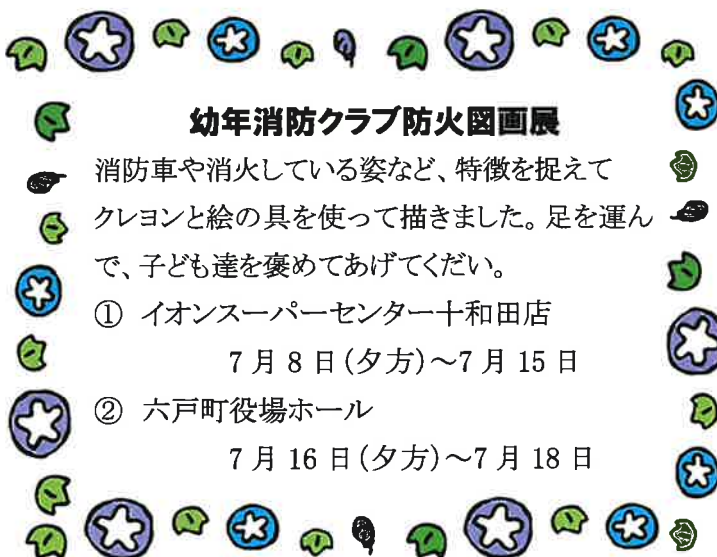 幼年消防クラブ防火図画展
消防車や消火している姿など、特徴を捉えて
クレヨンと絵の具を使って描きました。足を運ん
で、子ども達を褒めてあげてくだい。
① イオンスーパーセンター十和田店
7月8日(夕方)～7月15日
② 六戸町役場ホール
7月16日(夕方)～7月18日